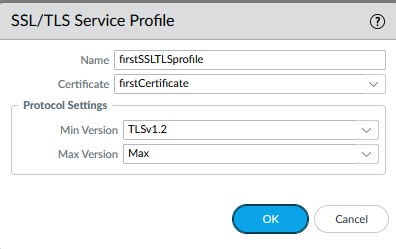 SSL/TLS Service Profile
?
Name firstSSLTLSprofile
Certificate firstCertificate
Protocol Settings
Min Version TLSv1.2
Max Version Max
OK Cancel